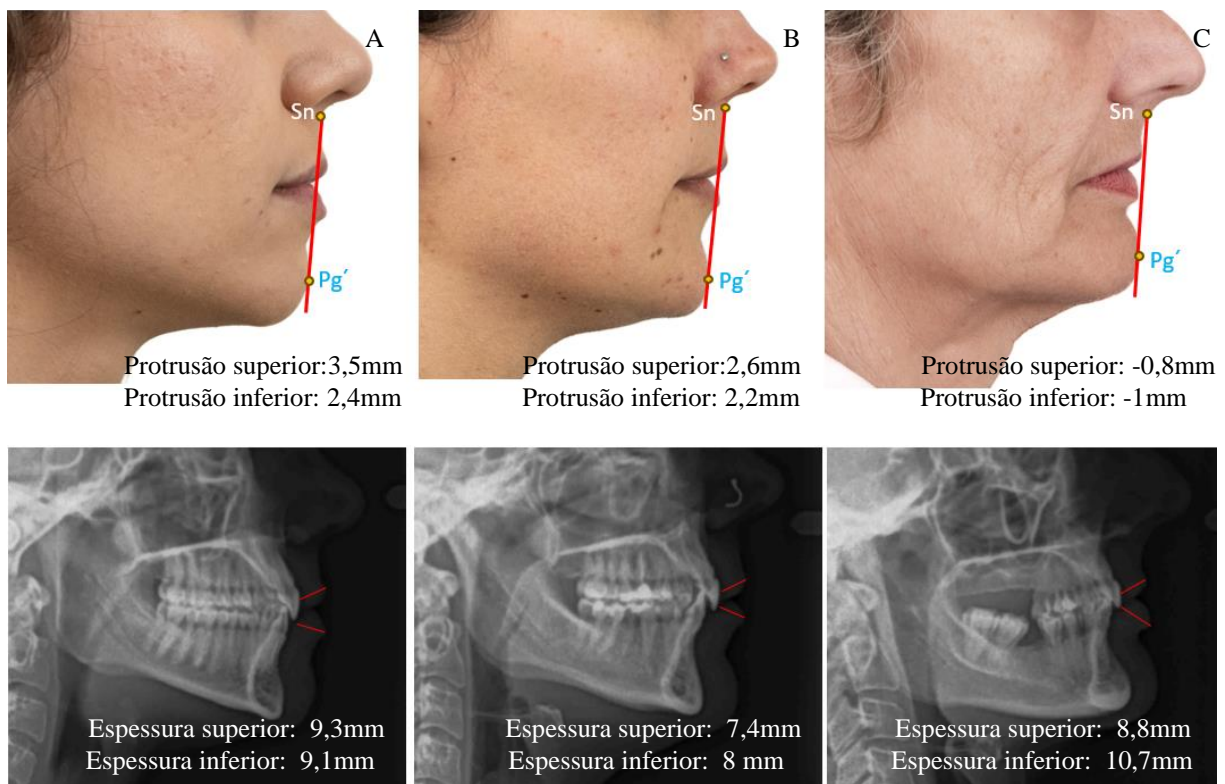 A
Sn
Pg´
Protrusão superior:3,5mm
Protrusão inferior: 2,4mm
B
Sn
Pg´
Protrusão superior:2,6mm
Protrusão inferior: 2,2mm
C
Sn
Pg´
Protrusão superior: -0,8mm
Protrusão inferior: -1mm
Espessura superior: 9,3mm
Espessura inferior: 9,1mm
Espessura superior: 7,4mm
Espessura inferior: 8 mm
Espessura superior: 8,8mm
Espessura inferior: 10,7mm